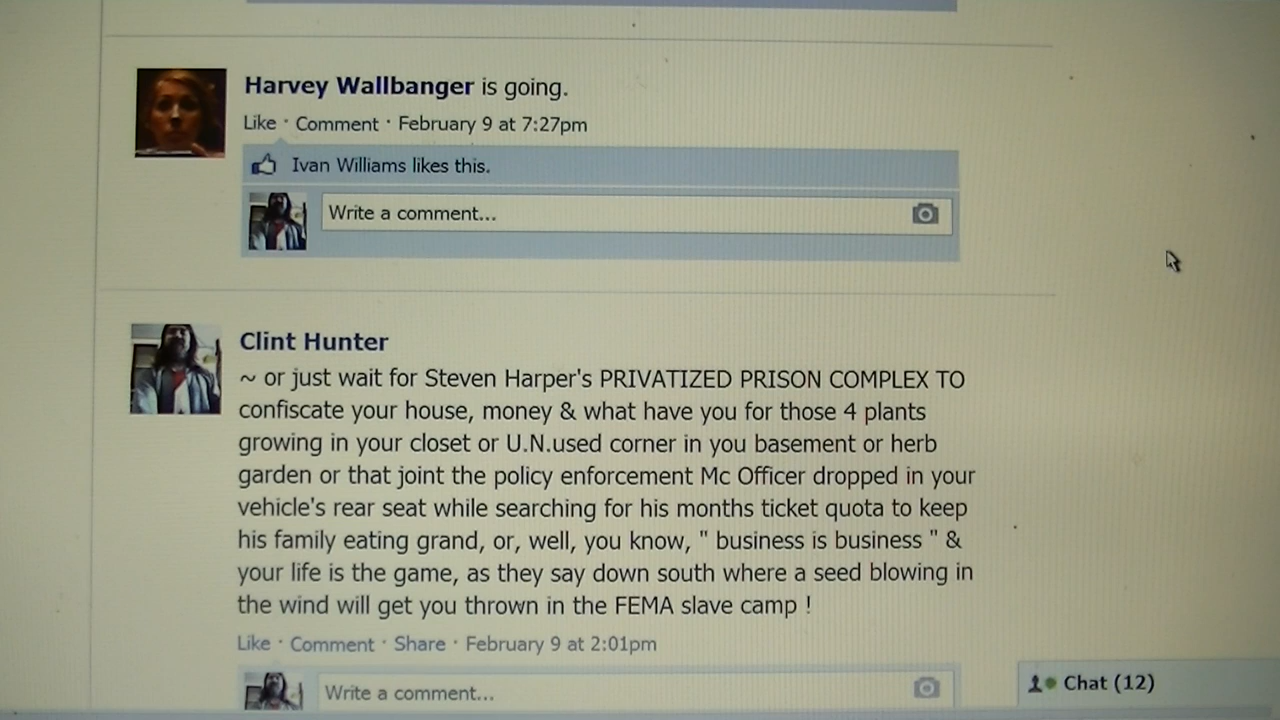 Harvey Wallbanger is going.
Like · Comment · February 9 at 7:27pm
Ivan Williams likes this.
Write a comment...
Clint Hunter
~ or just wait for Steven Harper's PRIVATIZED PRISON COMPLEX TO
confiscate your house, money & what have you for those 4 plants
growing in your closet or U.N.used corner in you basement or herb
garden or that joint the policy enforcement Mc Officer dropped in your
vehicle's rear seat while searching for his months ticket quota to keep
his family eating grand, or, well, you know, " business is business " &
your life is the game, as they say down south where a seed blowing in
the wind will get you thrown in the FEMA slave camp !
Like · Comment · Share · February 9 at 2:01pm
Write a comment...
Chat (12)